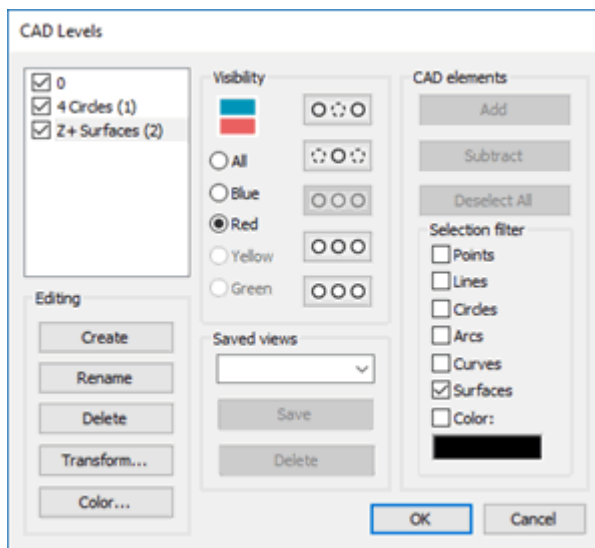 CAD Levels
0
4 Circles (1)
Z+ Surfaces (2)
Editing
Create
Rename
Delete
Transform...
Color...
Visibility
All
Blue
Red
Yellow
Green
Saved views
Save
Delete
CAD elements
Add
Subtract
Deselect All
Selection filter
Points
Lines
Circles
Arcs
Curves
Surfaces
Color:
OK
Cancel